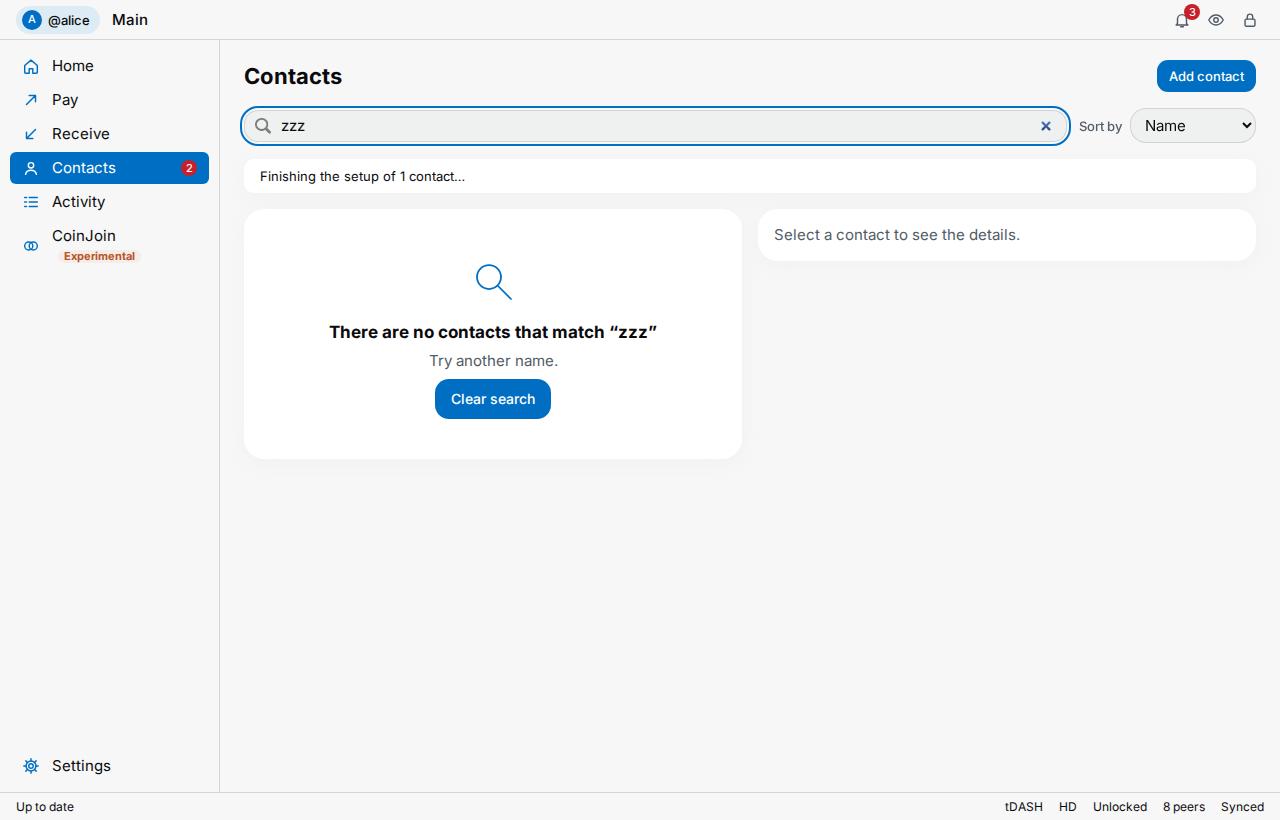 A @alice Main 3
Home
Pay
Receive
Contacts 2
Activity
CoinJoin
Experimental
Settings
Contacts
Add contact
zzz
Sort by Name
Finishing the setup of 1 contact...
There are no contacts that match “zzz”
Try another name.
Clear search
Select a contact to see the details.
Up to date
tDASH HD Unlocked 8 peers Synced